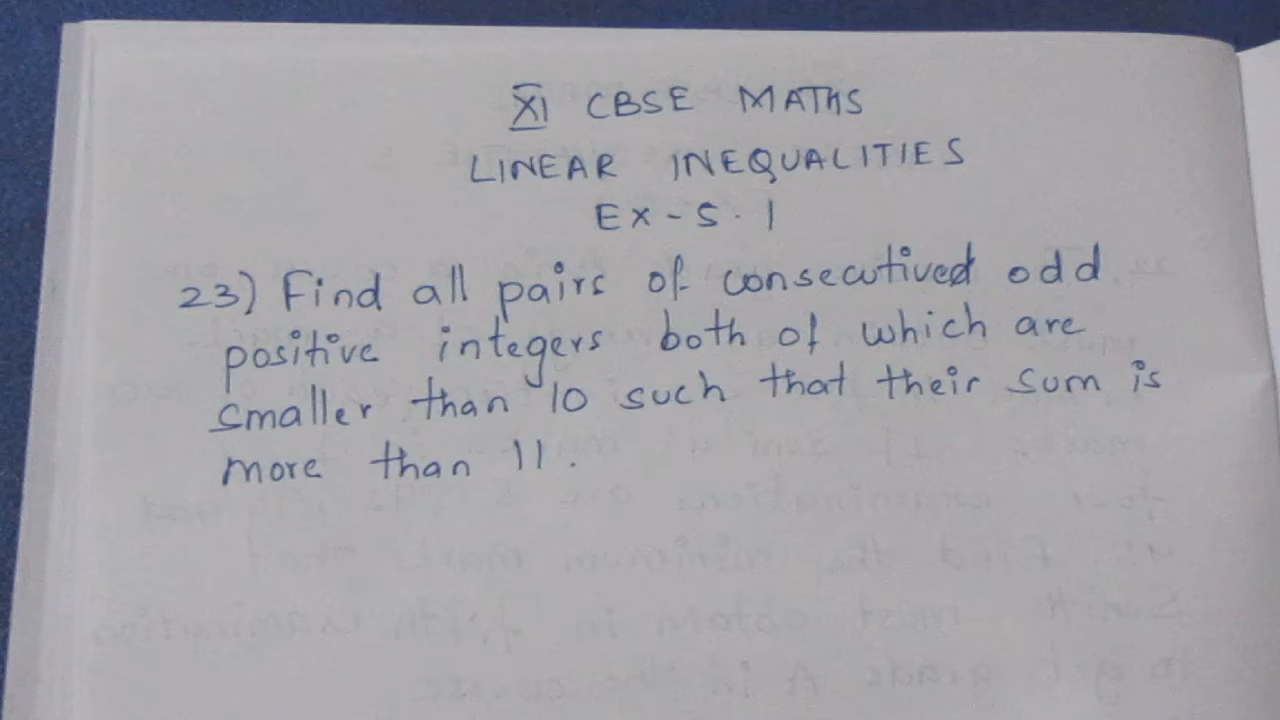 XI CBSE MATHS
LINEAR INEQUALITIES
Ex-5.1
23) Find all pairs of consecutived odd
positive integers both of which are
smaller than 10 such that their sum is
more than 11.